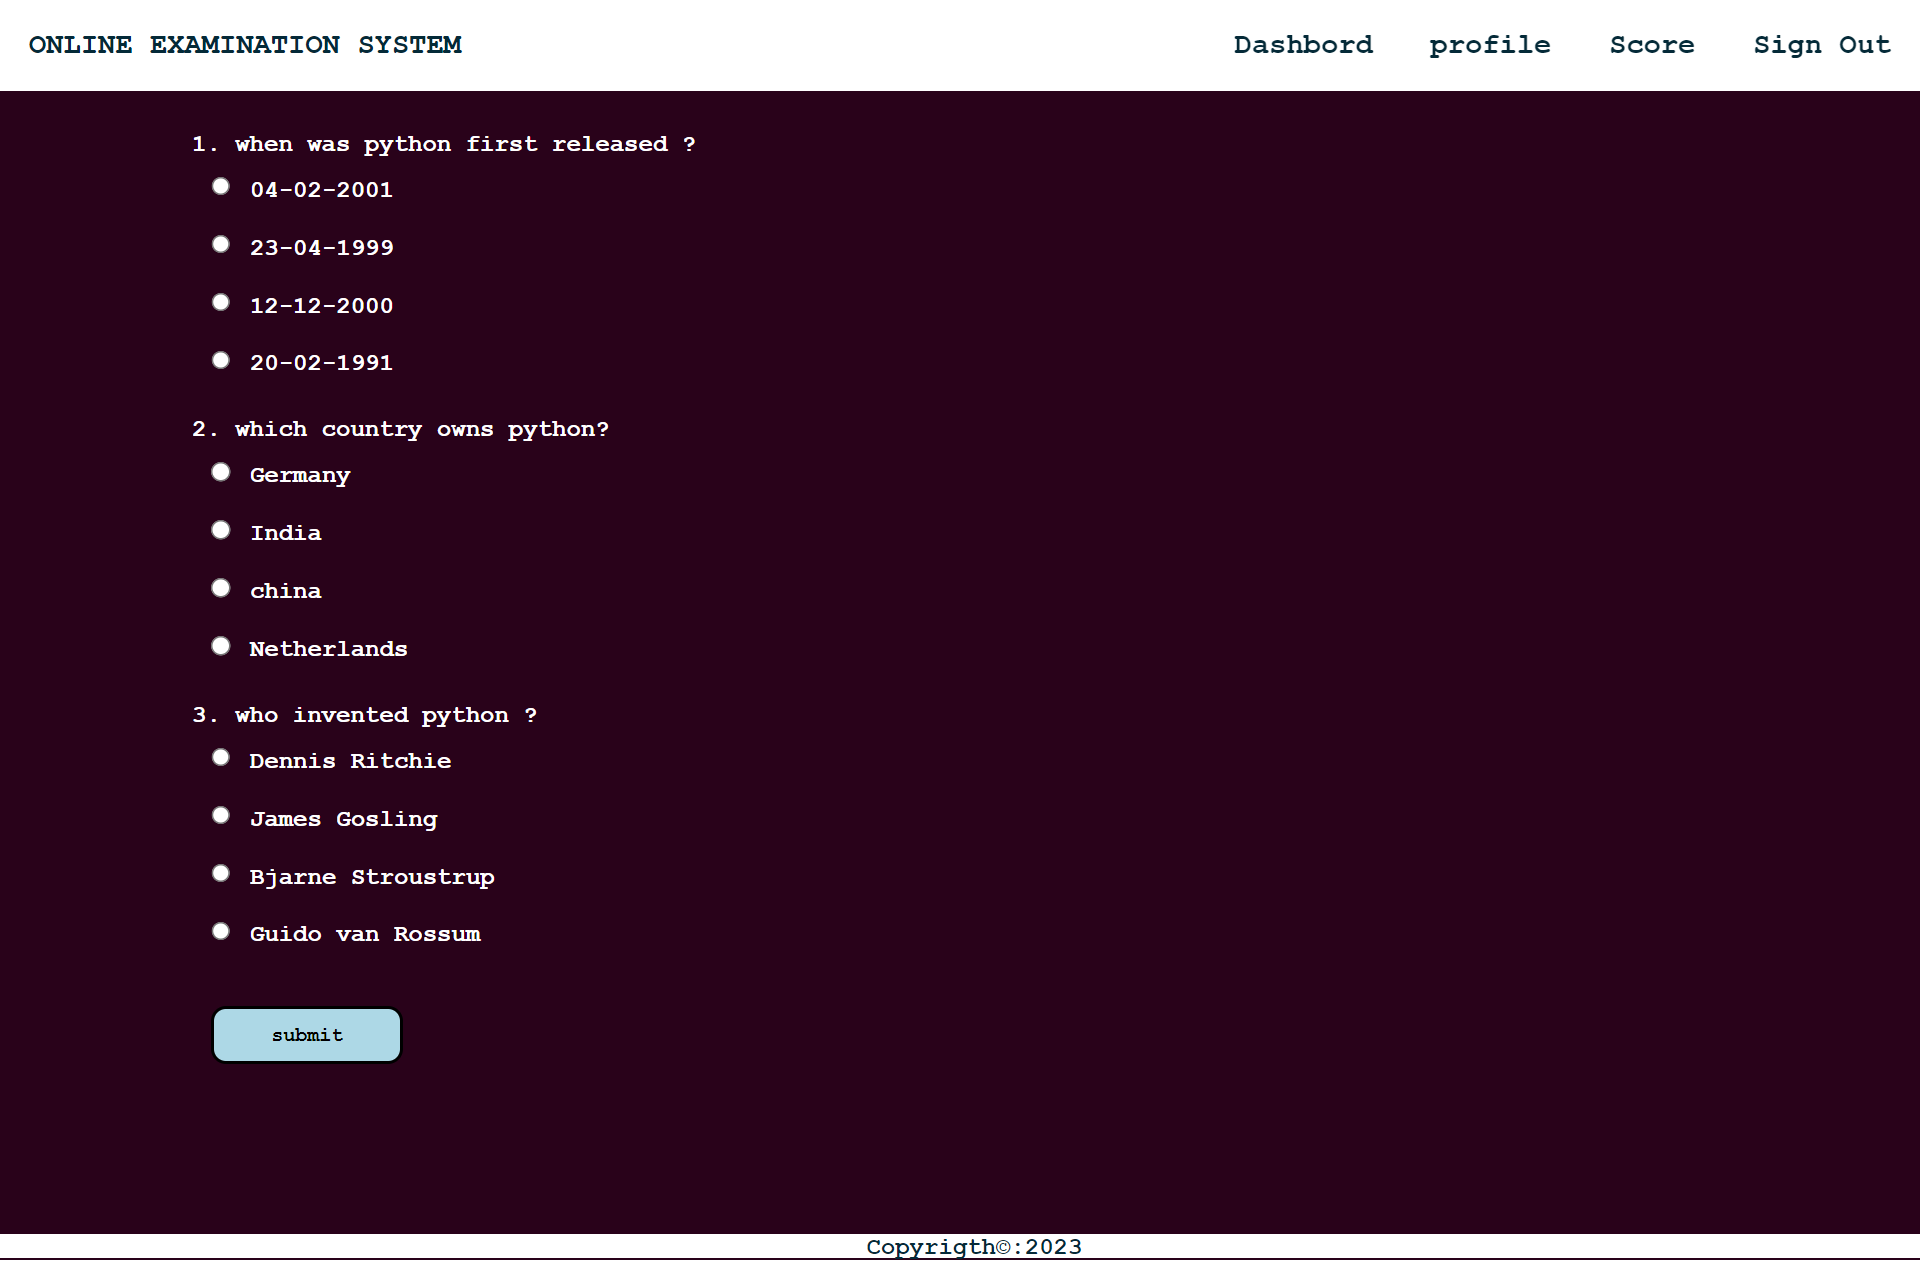 ONLINE EXAMINATION SYSTEM Dashbord profile Score Sign Out
1. when was python first released ?
04-02-2001
23-04-1999
12-12-2000
20-02-1991
2. which country owns python?
Germany
India
china
Netherlands
3. who invented python ?
Dennis Ritchie
James Gosling
Bjarne Stroustrup
Guido van Rossum
submit
Copyrigth©:2023